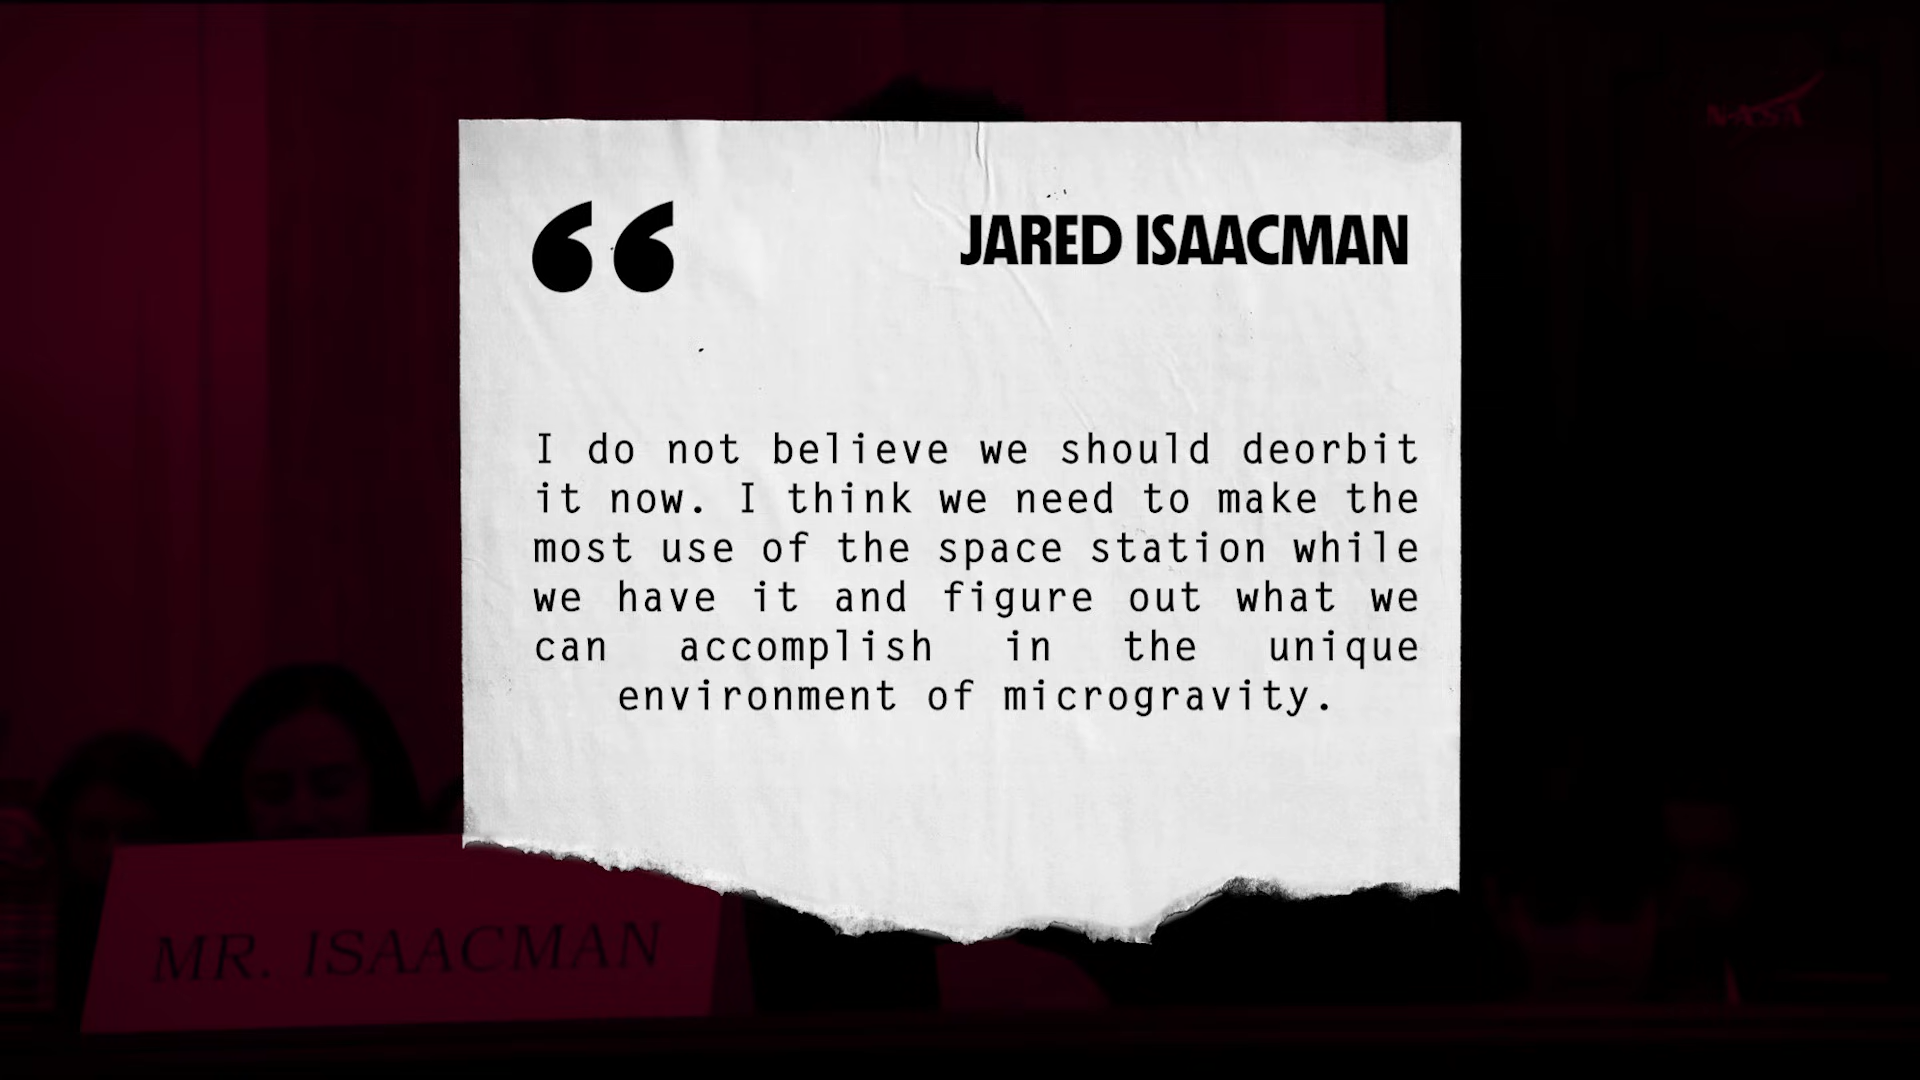 NASA
“
JARED ISAACMAN
I do not believe we should deorbit
it now. I think we need to make the
most use of the space station while
we have it and figure out what we
can accomplish in the unique
environment of microgravity.
MR. ISAACMAN